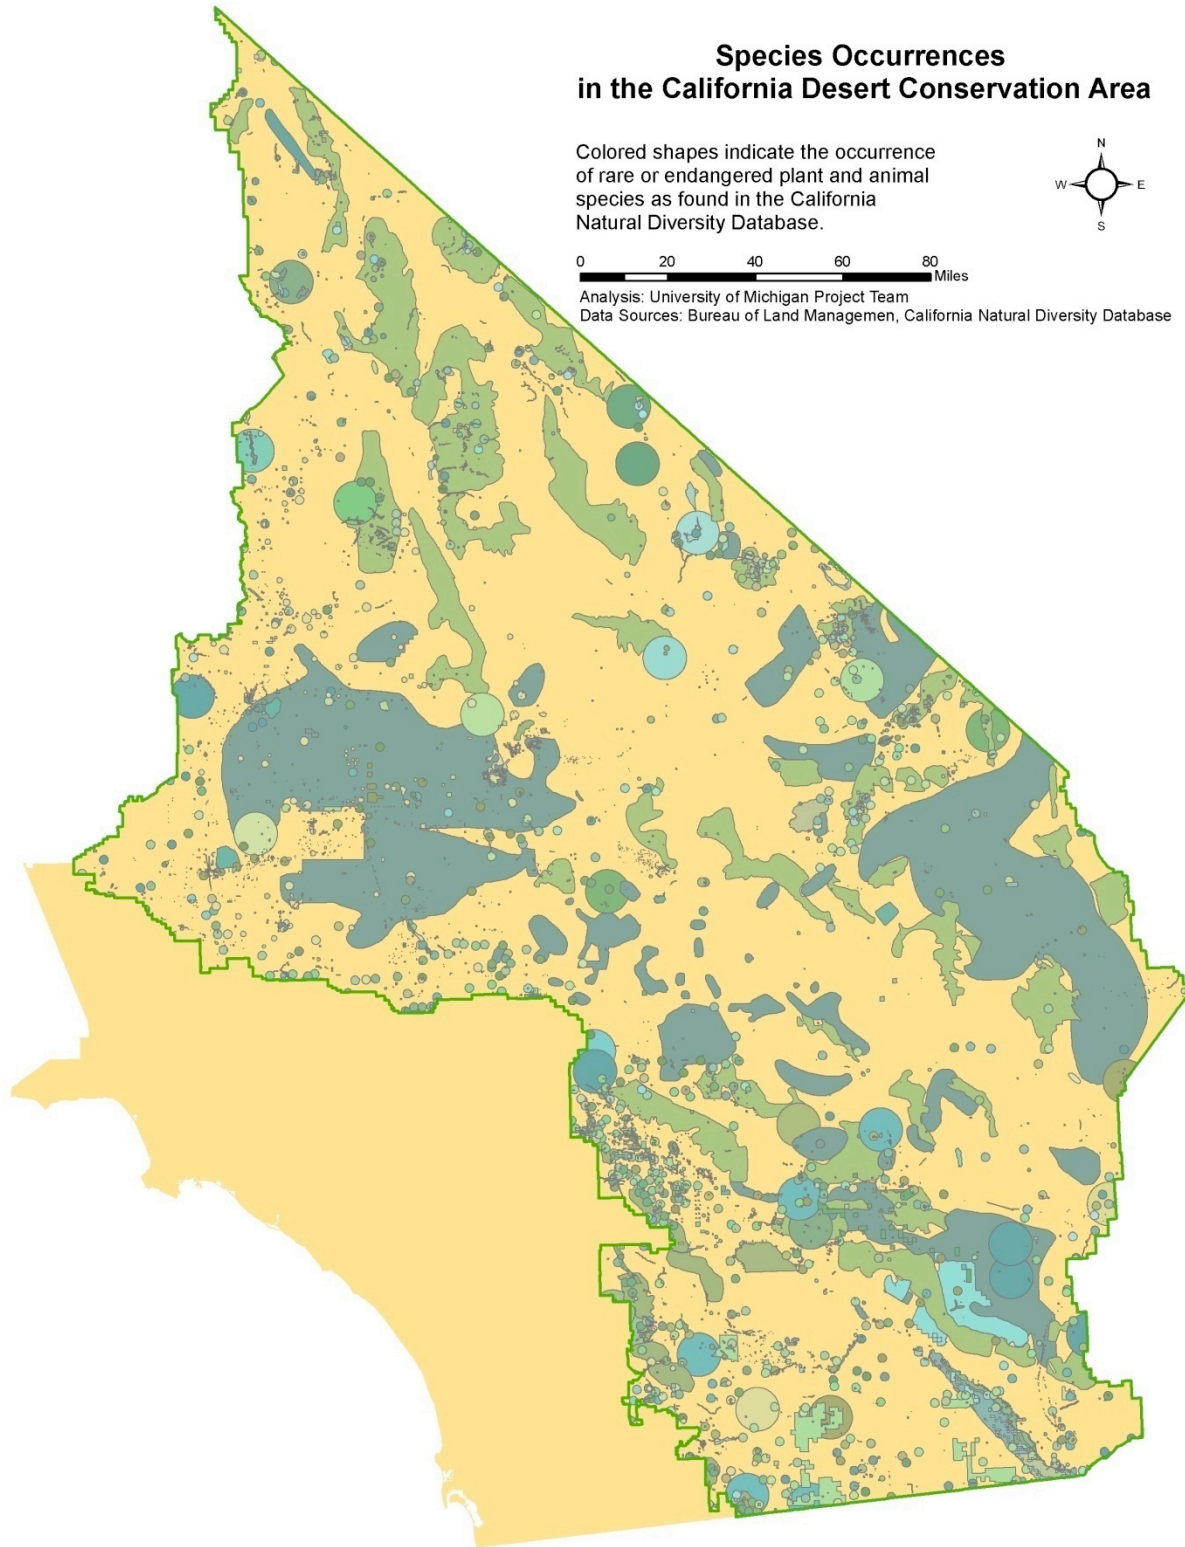 Species Occurrences
in the California Desert Conservation Area
Colored shapes indicate the occurrence
of rare or endangered plant and animal
species as found in the California
Natural Diversity Database.
N
W E
S
0 20 40 60 80
Miles
Analysis: University of Michigan Project Team
Data Sources: Bureau of Land Managemen, California Natural Diversity Database